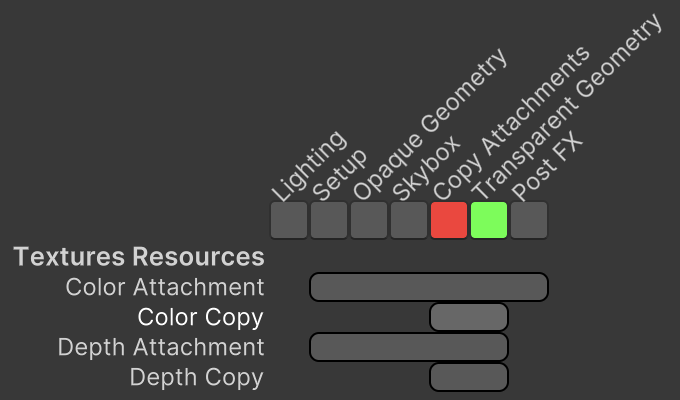 Lighting
Setup
Opaque Geometry
Skybox
Copy Attachments
Transparent Geometry
Post FX
Textures Resources
Color Attachment
Color Copy
Depth Attachment
Depth Copy